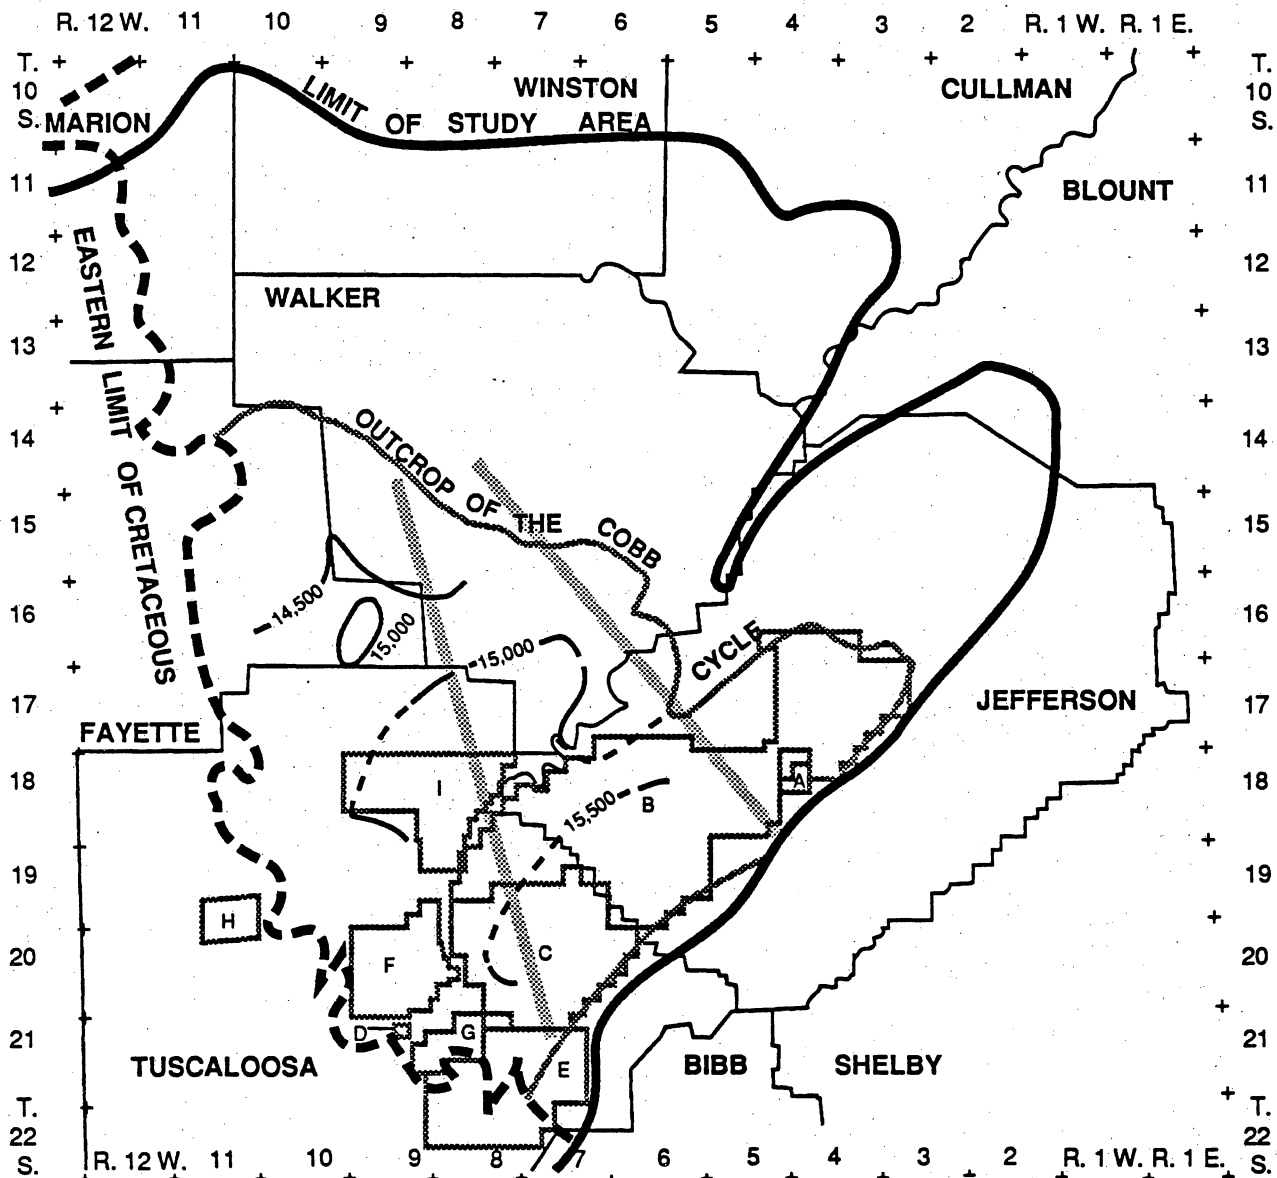 R. 12 W. 11 10 9 8 7 6 5 4 3 2 R. 1 W. R. 1 E.
T.
10
S.
T.
10
S.
WINSTON
CULLMAN
MARION
LIMIT OF STUDY AREA
11
11
BLOUNT
12
12
WALKER
EASTERN LIMIT OF CRETACEOUS
13
13
14
14
OUTCROP OF THE COBB CYCLE
15
15
14,500
16
16
15,000
15,000
JEFFERSON
17
17
FAYETTE
18
18
I
B
A
15,500
19
19
H
20
20
F
C
D
G
21
21
TUSCALOOSA
E
BIBB
SHELBY
T.
22
S.
T.
22
S.
R. 12 W. 11 10 9 8 7 6 5 4 3 2 R. 1 W. R. 1 E.